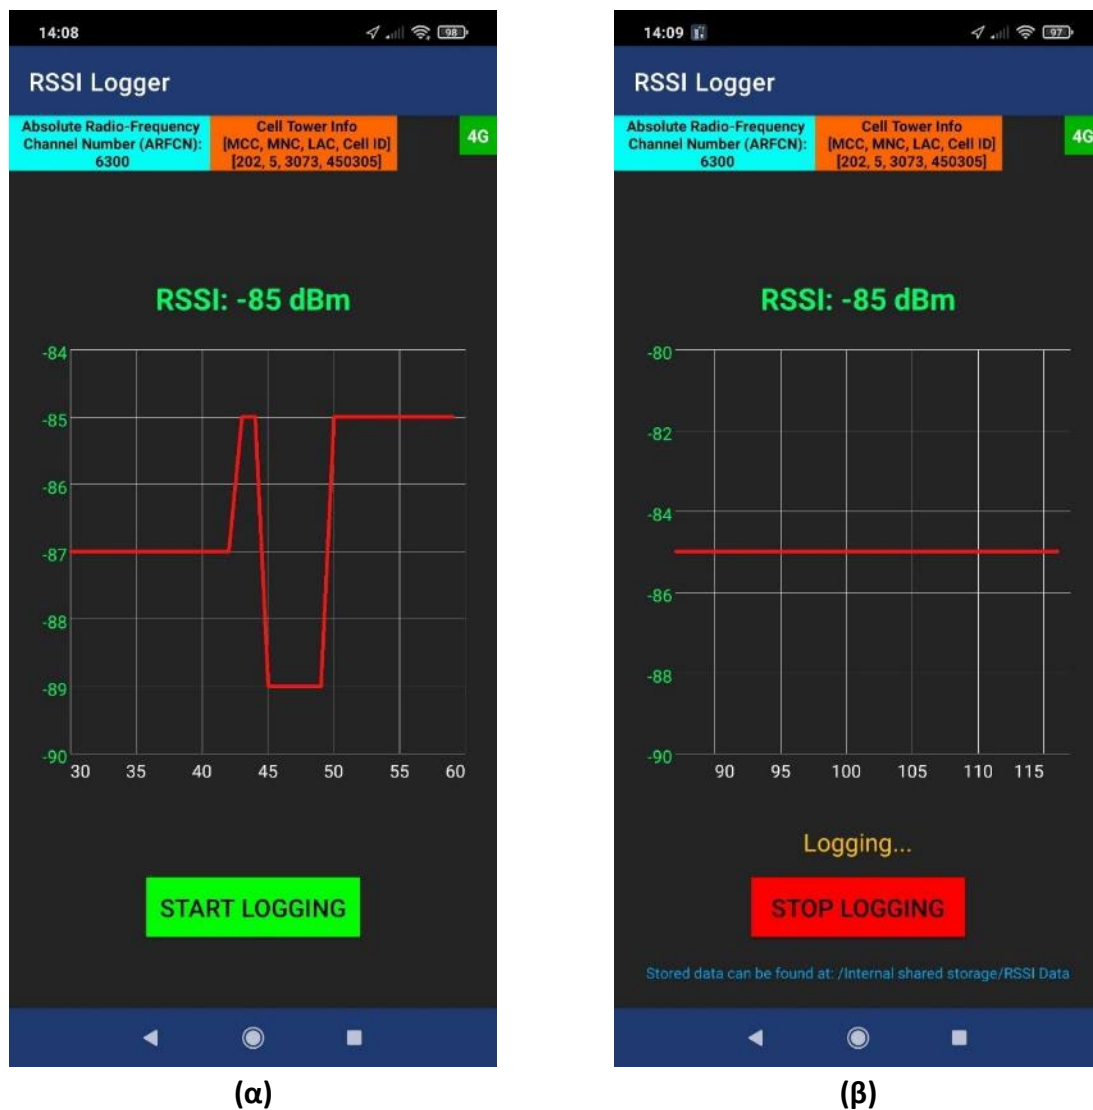 14:08
98
RSSI Logger
Absolute Radio-Frequency
Channel Number (ARFCN):
6300
Cell Tower Info
[MCC, MNC, LAC, Cell ID]
[202, 5, 3073, 450305]
4G
RSSI: -85 dBm
-84
-85
-86
-87
-88
-89
-90
30 35 40 45 50 55 60
START LOGGING
(α)
14:09
97
RSSI Logger
Absolute Radio-Frequency
Channel Number (ARFCN):
6300
Cell Tower Info
[MCC, MNC, LAC, Cell ID]
[202, 5, 3073, 450305]
4G
RSSI: -85 dBm
-80
-82
-84
-86
-88
-90
90 95 100 105 110 115
Logging...
STOP LOGGING
Stored data can be found at: /Internal shared storage/RSSI Data
(β)